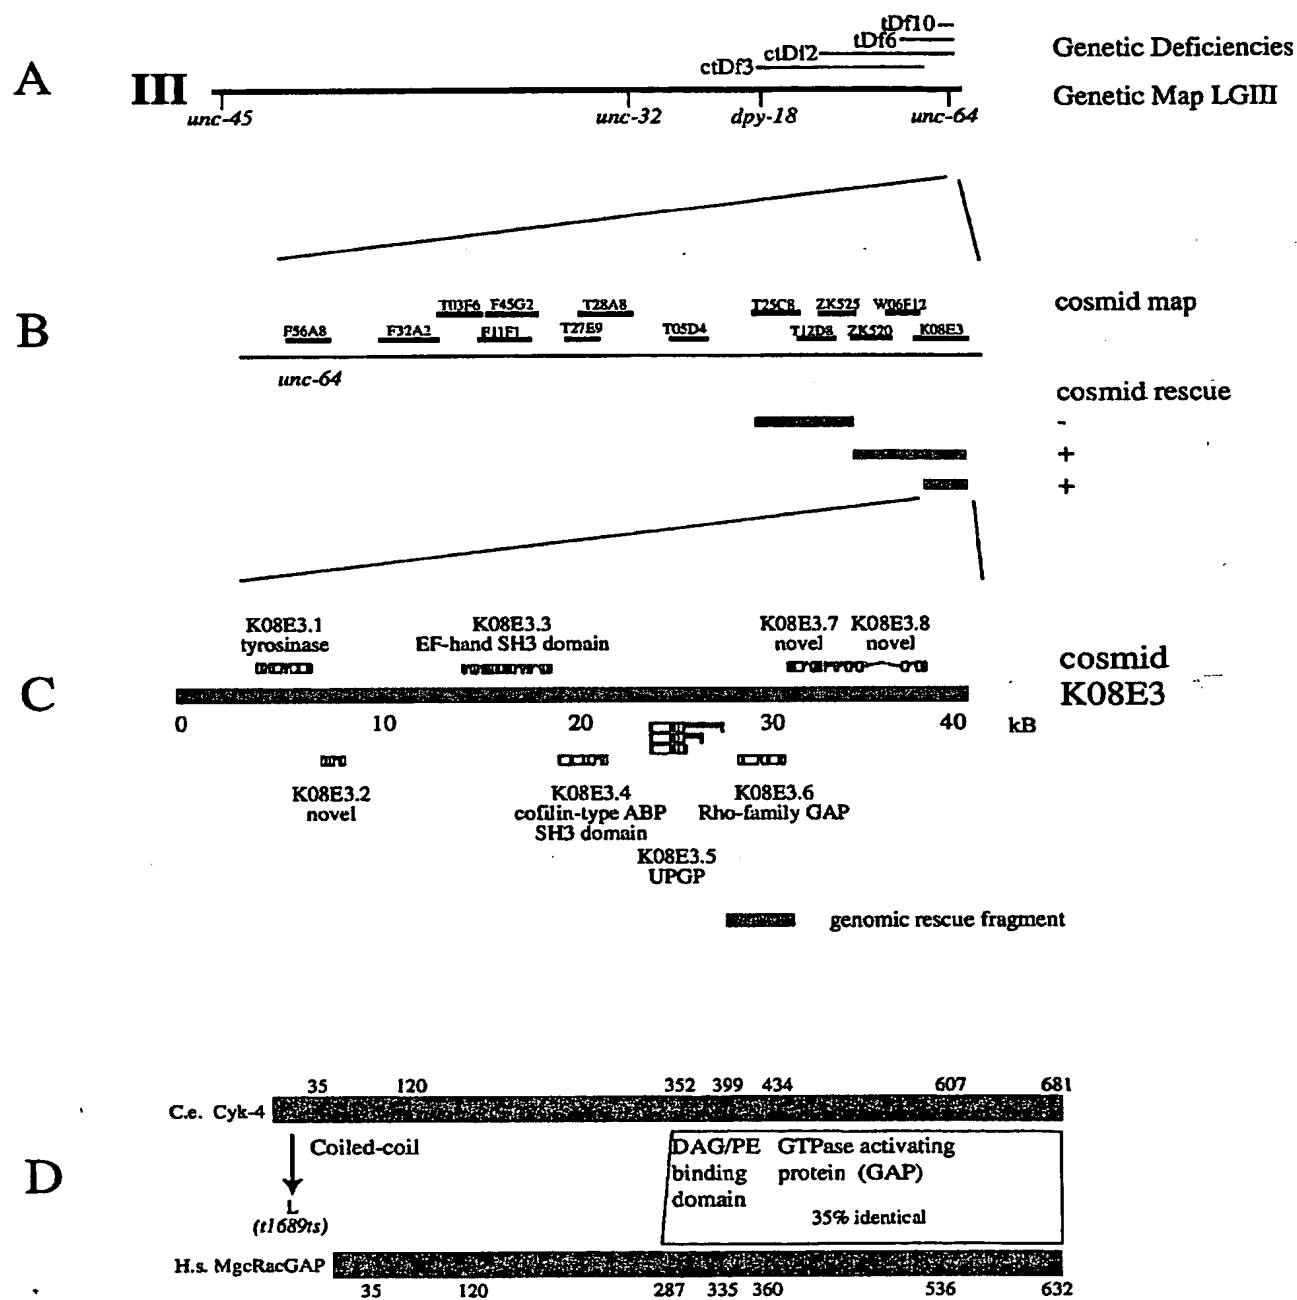 A
III
tDf10
tDf6
ctDf2
ctDf3
Genetic Deficiencies
Genetic Map LGIII
unc-45
unc-32
dpy-18
unc-64
B
T03F6 F45G2 T28A8 T25C8 ZK525 W06F12
cosmid map
F56A8 F32A2 E11F1 T27E9 T05D4 T12D8 ZK520 K08E3
unc-64
cosmid rescue
-
+
+
C
K08E3.1
tyrosinase
K08E3.3
EF-hand SH3 domain
K08E3.7
novel
K08E3.8
novel
cosmid
K08E3
0 10 20 30 40 kB
K08E3.2
novel
K08E3.4
cofilin-type ABP
SH3 domain
K08E3.6
Rho-family GAP
K08E3.5
UPGP
genomic rescue fragment
D
35 120 352 399 434 607 681
C.e. Cyk-4
Coiled-coil
L
(t1689ts)
DAG/PE
binding
domain
GTPase activating
protein (GAP)
35% identical
H.s. MgcRacGAP
35 120 287 335 360 536 632